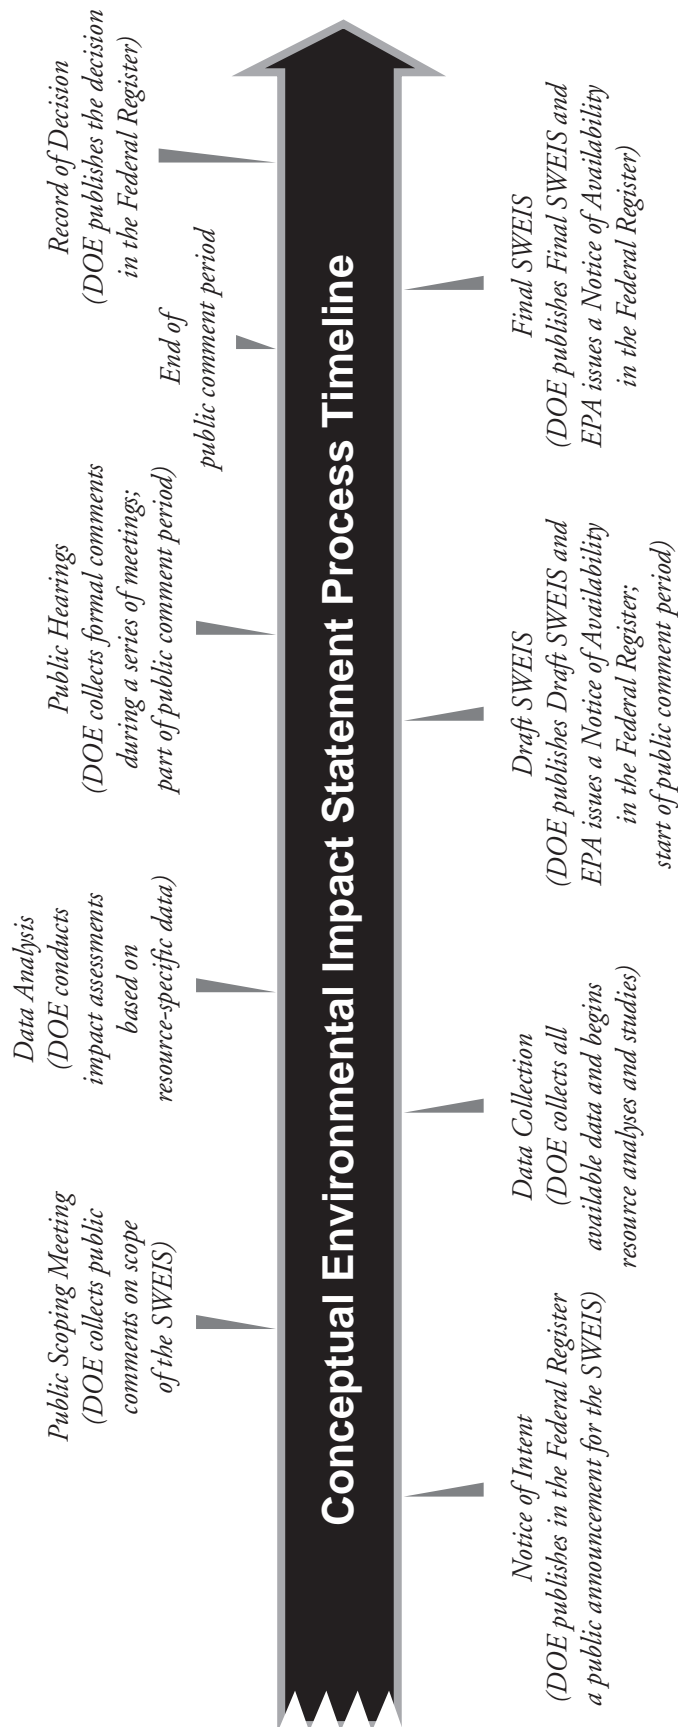 Conceptual Environmental Impact Statement Process Timeline
Notice of Intent
(DOE publishes in the Federal Register
a public announcement for the SWEIS)
Public Scoping Meeting
(DOE collects public
comments on scope
of the SWEIS)
Data Collection
(DOE collects all
available data and begins
resource analyses and studies)
Data Analysis
(DOE conducts
impact assessments
based on
resource-specific data)
Draft SWEIS
(DOE publishes Draft SWEIS and
EPA issues a Notice of Availability
in the Federal Register;
start of public comment period)
Public Hearings
(DOE collects formal comments
during a series of meetings;
part of public comment period)
End of
public comment period
Final SWEIS
(DOE publishes Final SWEIS and
EPA issues a Notice of Availability
in the Federal Register)
Record of Decision
(DOE publishes the decision
in the Federal Register)